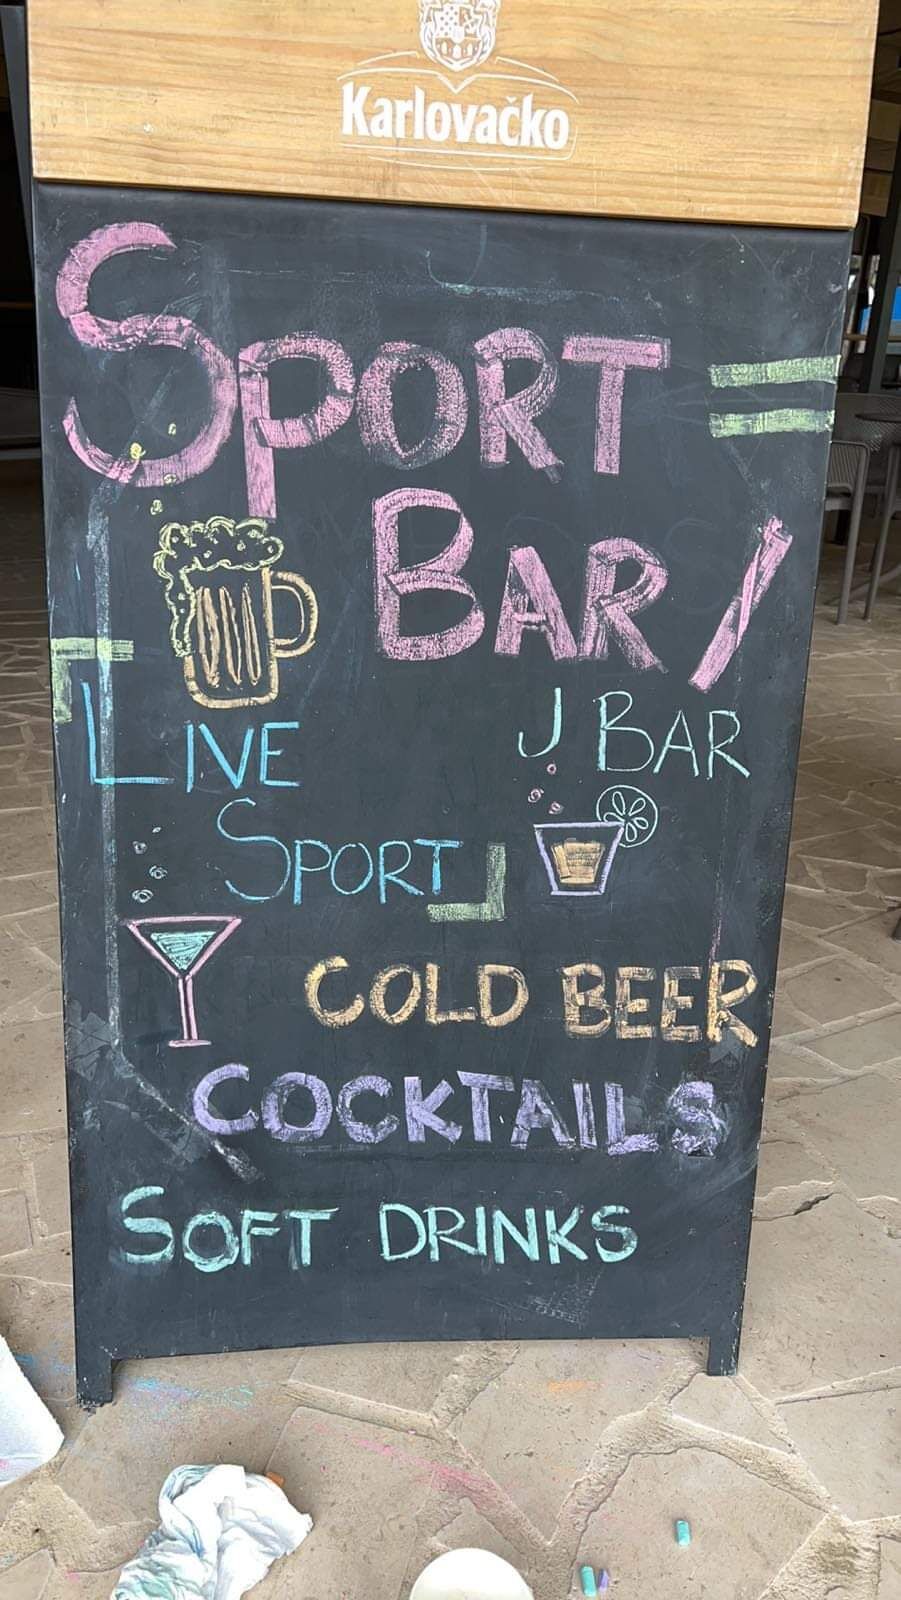 Karlovačko
SPORT
BAR /
LIVE
J BAR
SPORT
COLD BEER
COCKTAILS
SOFT DRINKS